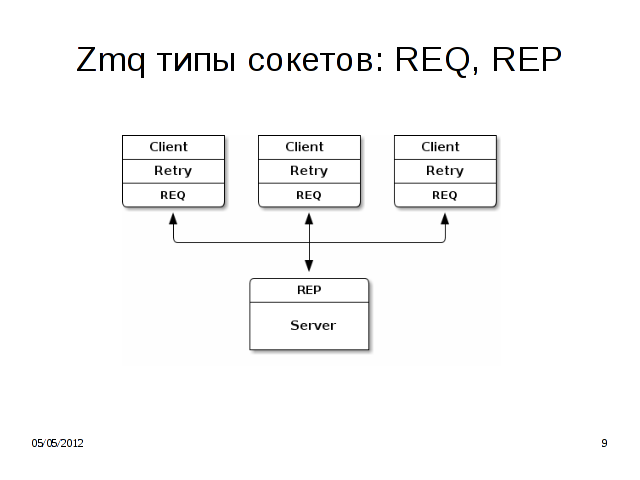 Zmq типы сокетов: REQ, REP
Client Client Client
Retry Retry Retry
REQ REQ REQ
REP
Server
05/05/2012 9